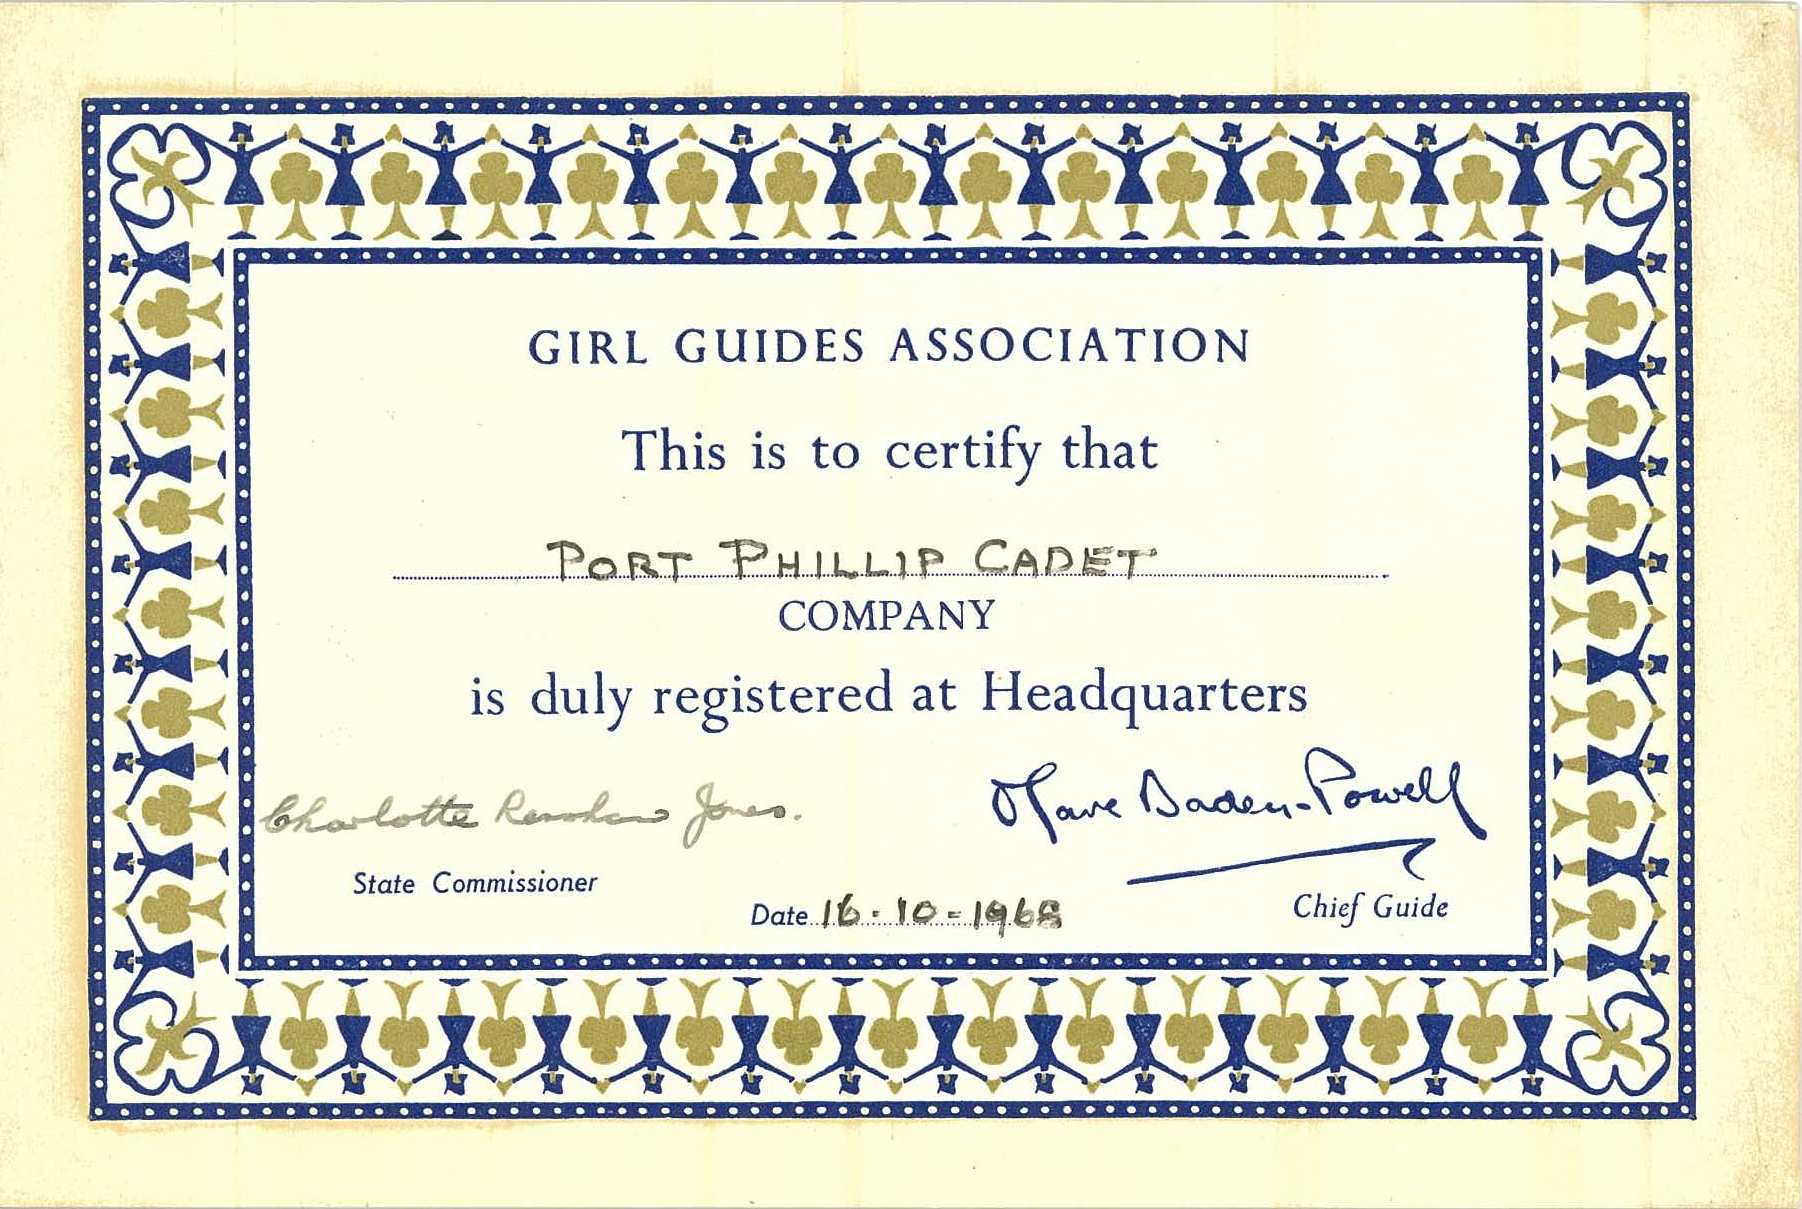 GIRL GUIDES ASSOCIATION
This is to certify that
PORT PHILLIP CADET
COMPANY
is duly registered at Headquarters
Charlotte Renshaw Jones.
Olave Baden-Powell
State Commissioner
Chief Guide
Date 16-10-1968